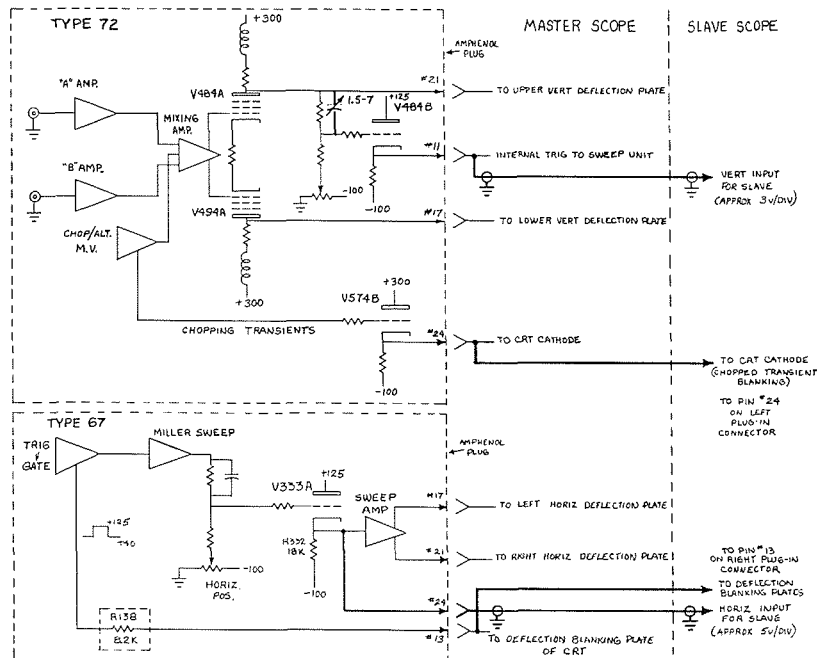 TYPE 72
+300
AMPHENOL
PLUG
MASTER SCOPE
SLAVE SCOPE
"A" AMP.
MIXING
AMP.
V484A
1.5-7
+125
V484B
#21
TO UPPER VERT DEFLECTION PLATE
#11
INTERNAL TRIG TO SWEEP UNIT
"B" AMP.
-100
-100
VERT INPUT
FOR SLAVE
(APPROX 3V/DIV)
V494A
#17
TO LOWER VERT DEFLECTION PLATE
CHOP/ALT.
M.V.
+300
V574B
+300
CHOPPING TRANSIENTS
#24
TO CRT CATHODE
-100
TO CRT CATHODE
(CHOPPED TRANSIENT
BLANKING)
TO PIN #24
ON LEFT
PLUG-IN
CONNECTOR
TYPE 67
TRIG
&
GATE
MILLER SWEEP
AMPHENOL
PLUG
V333A
+125
SWEEP
AMP
#17
TO LEFT HORIZ DEFLECTION PLATE
+125
+40
R332
18K
#21
TO RIGHT HORIZ DEFLECTION PLATE
-100
HORIZ.
POS.
-100
TO PIN #13
ON RIGHT PLUG-IN
CONNECTOR
TO DEFLECTION
BLANKING PLATES
#24
HORIZ INPUT
FOR SLAVE
(APPROX 5V/DIV)
R138
8.2K
#13
TO DEFLECTION BLANKING PLATE
OF CRT